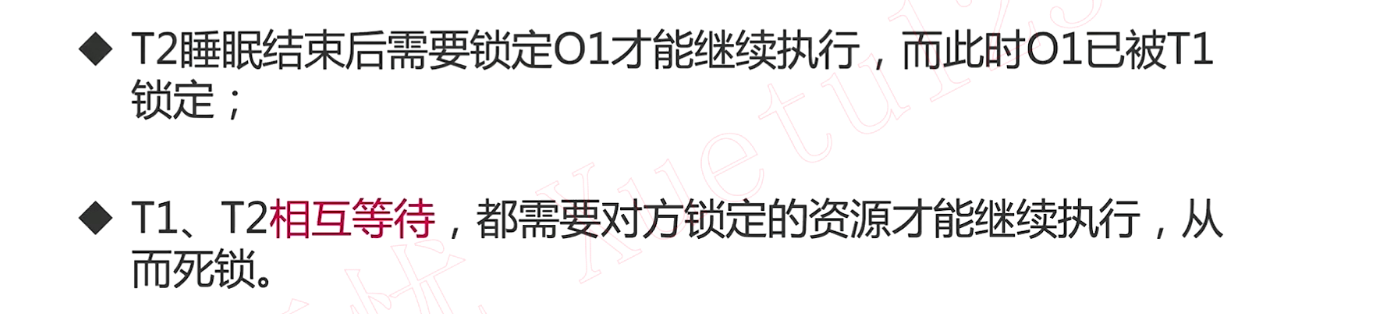 ◆ T2睡眠结束后需要锁定O1才能继续执行，而此时O1已被T1
锁定；
◆ T1、T2相互等待，都需要对方锁定的资源才能继续执行，从
而死锁。
忧 Xuetu125